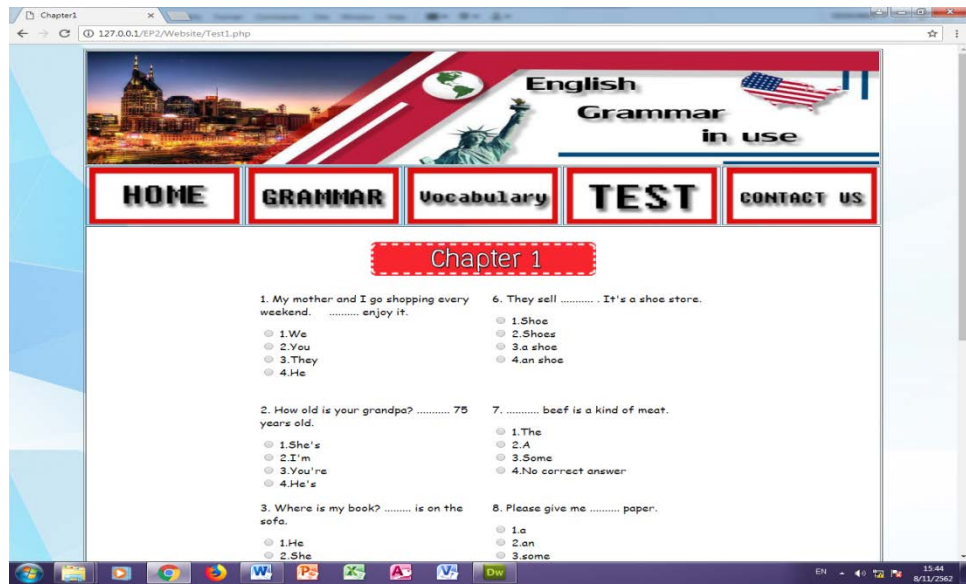 Chapter1
127.0.0.1/EP2/Website/Test1.php
English
Grammar
in use
HOME
GRAMMAR
Vocabulary
TEST
CONTACT US
Chapter 1
1. My mother and I go shopping every
weekend. ......... enjoy it.
1.We
2.You
3.They
4.He
6. They sell ........... . It's a shoe store.
1.Shoe
2.Shoes
3.a shoe
4.an shoe
2. How old is your grandpa? ........... 75
years old.
1.She's
2.I'm
3.You're
4.He's
7. ........... beef is a kind of meat.
1.The
2.A
3.Some
4.No correct answer
3. Where is my book? ......... is on the
sofa.
1.He
2.She
8. Please give me .......... paper.
1.a
2.an
3.some
EN
15:44
8/11/2562